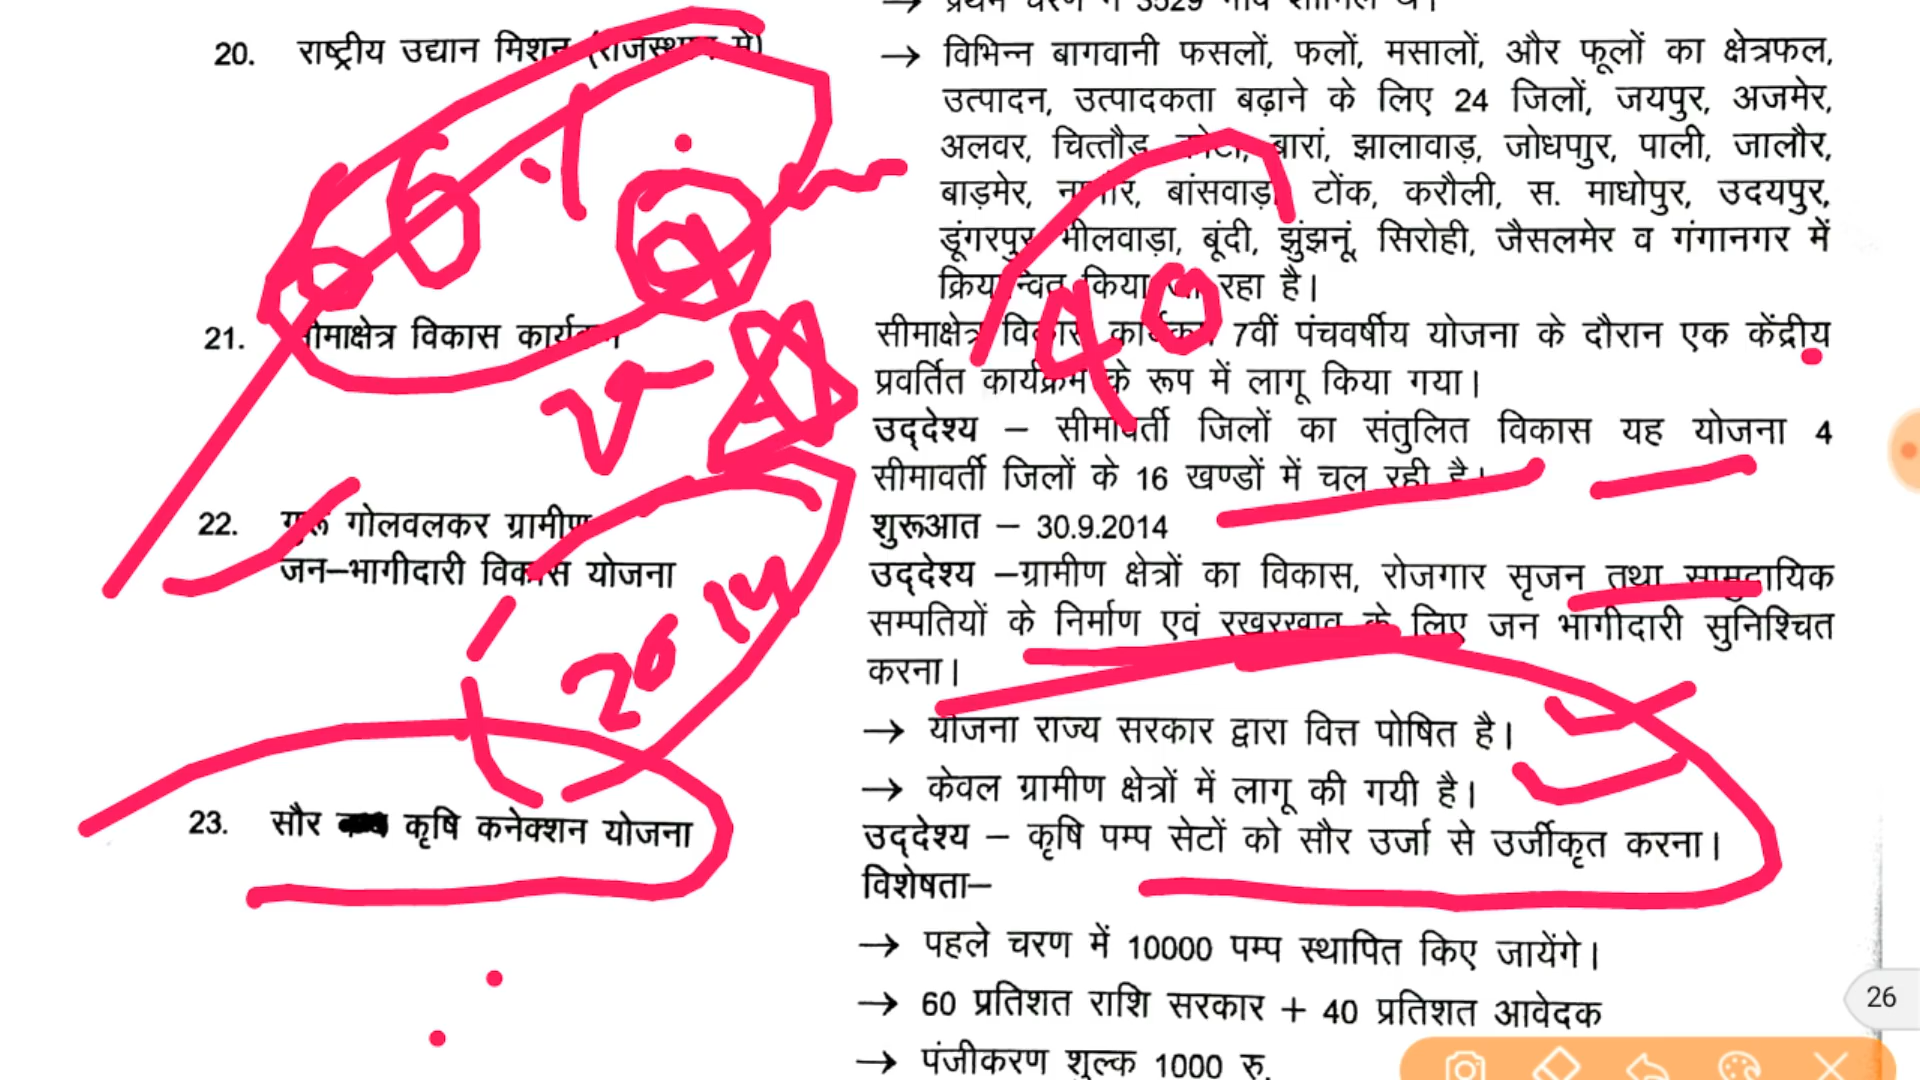 → प्रथम चरण में 3529 गांव शामिल थे।
20. राष्ट्रीय उद्यान मिशन (राजस्थान में)
→ विभिन्न बागवानी फसलों, फलों, मसालों, और फूलों का क्षेत्रफल,
उत्पादन, उत्पादकता बढ़ाने के लिए 24 जिलों, जयपुर, अजमेर,
अलवर, चित्तौड़ कोटा, बारां, झालावाड़, जोधपाुर, पाली, जालौर,
बाड़मेर, नागौर, बांसवाड़ा टोंक, करौली, स. माधोपुर, उदयपुर,
डूंगरपुर भीलवाड़ा, बूंदी, झुंझनूं, सिरोही, जैसलमेर व गंगानगर में
क्रियान्वित किया जा रहा है।
40
21. सीमाक्षेत्र विकास कार्यक्रम
सीमाक्षेत्र विकास कार्यक्रम 7वीं पंचवर्षीय योजना के दौरान एक केंद्रीय
प्रवर्तित कार्यक्रम के रूप में लागू किया गया।
उद्देश्य – सीमावर्ती जिलों का संतुलित विकास यह योजना 4
सीमावर्ती जिलों के 16 खण्डों में चल रही है।
22. गुरू गोलवलकर ग्रामीण
जन–भागीदारी विकास योजना
2014
शुरूआत – 30.9.2014
उद्देश्य –ग्रामीण क्षेत्रों का विकास, रोजगार सृजन तथा सामुदायिक
सम्पतियों के निर्माण एवं रखरखाव के लिए जन भागीदारी सुनिश्चित
करना।
→ योजना राज्य सरकार द्वारा वित्त पोषित है।
→ केवल ग्रामीण क्षेत्रों में लागू की गयी है।
23. सौर कृषि कनेक्शन योजना
उद्देश्य – कृषि पम्प सेटों को सौर उर्जा से उर्जीकृत करना।
विशेषता–
→ पहले चरण में 10000 पम्प स्थापित किए जायेंगे।
→ 60 प्रतिशत राशि सरकार + 40 प्रतिशत आवेदक
→ पंजीकरण शुल्क 1000 रु.
26